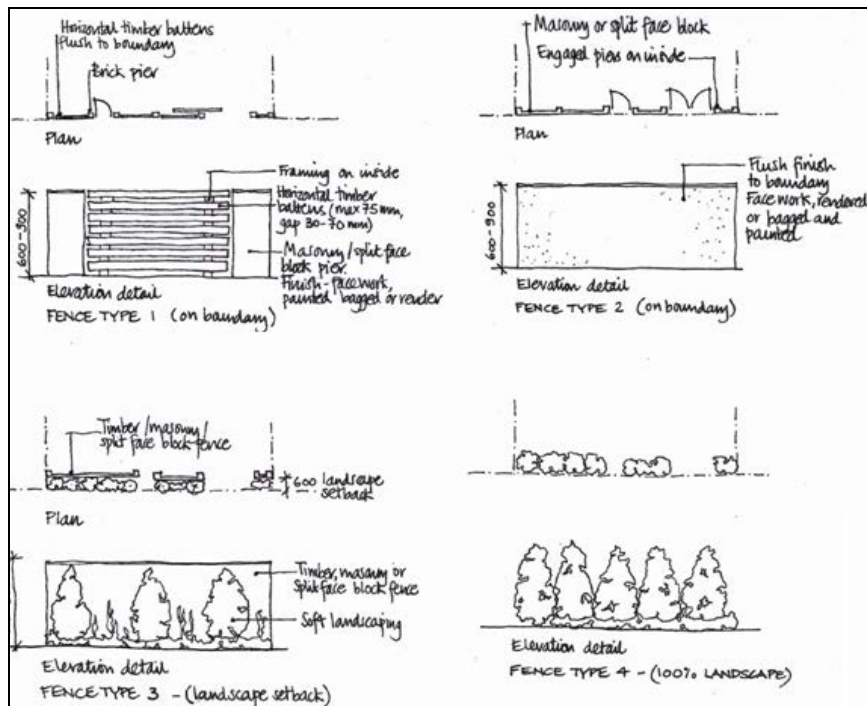 Horizontal timber battens
flush to boundary
Brick pier
Plan
Framing on inside
Horizontal timber
battens (max 75 mm,
gap 30-70 mm)
Masonry/split face
block pier.
Finish-facework,
painted bagged or render
600-900
Elevation detail
FENCE TYPE 1 (on boundary)
Masonry or split face block
Engaged piers on inside
Plan
Flush finish
to boundary
Facework, rendered
or bagged and
painted
600-900
Elevation detail
FENCE TYPE 2 (on boundary)
Timber/masonry/
split face block fence
600 landscape
setback
Plan
Timber, masonry or
split face block fence
Soft landscaping
Elevation detail
FENCE TYPE 3 - (landscape setback)
Elevation detail
FENCE TYPE 4 - (100% LANDSCAPE)